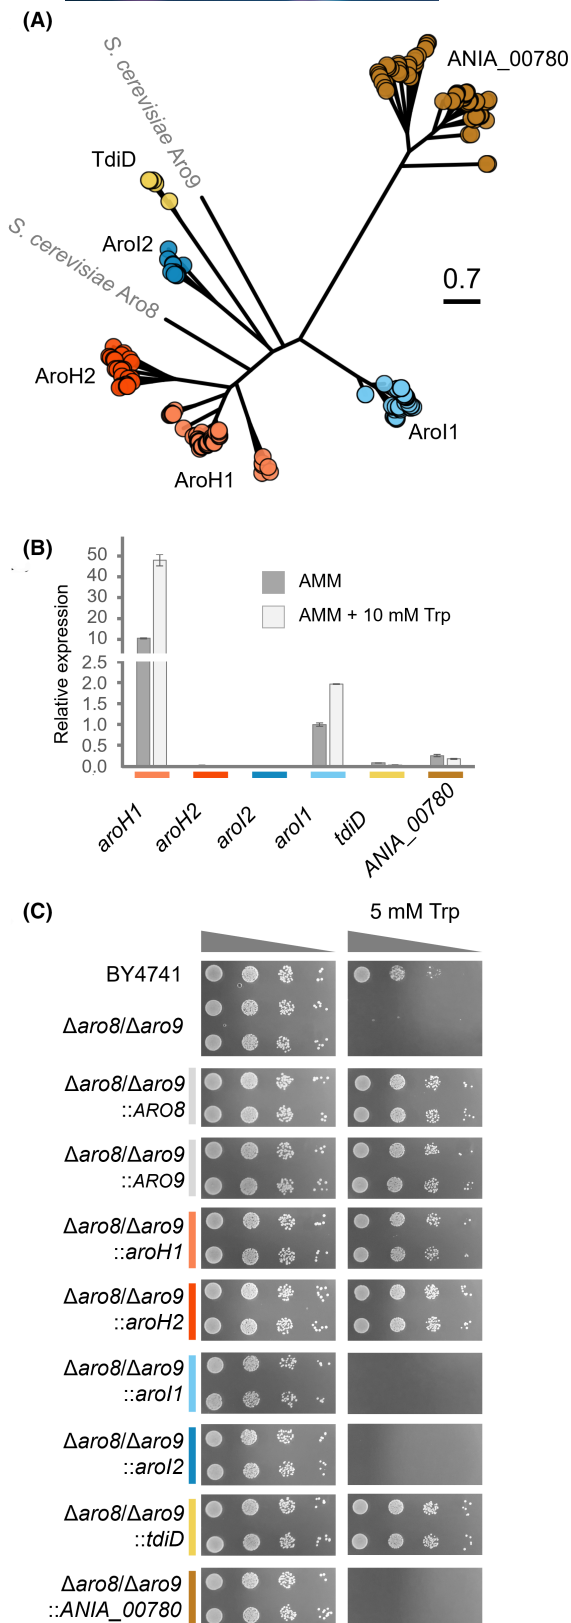 (A)
S. cerevisiae Aro9
ANIA_00780
TdiD
S. cerevisiae Aro8
AroI2
0.7
AroH2
AroI1
AroH1
(B)
Relative expression
50
40
30
20
10
2.5
2.0
1.5
1.0
0.5
0.0
AMM
AMM + 10 mM Trp
aroH1
aroH2
aroI2
aroI1
tdiD
ANIA_00780
(C)
5 mM Trp
BY4741
Δaro8/Δaro9
Δaro8/Δaro9
::ARO8
Δaro8/Δaro9
::ARO9
Δaro8/Δaro9
::aroH1
Δaro8/Δaro9
::aroH2
Δaro8/Δaro9
::aroI1
Δaro8/Δaro9
::aroI2
Δaro8/Δaro9
::tdiD
Δaro8/Δaro9
::ANIA_00780